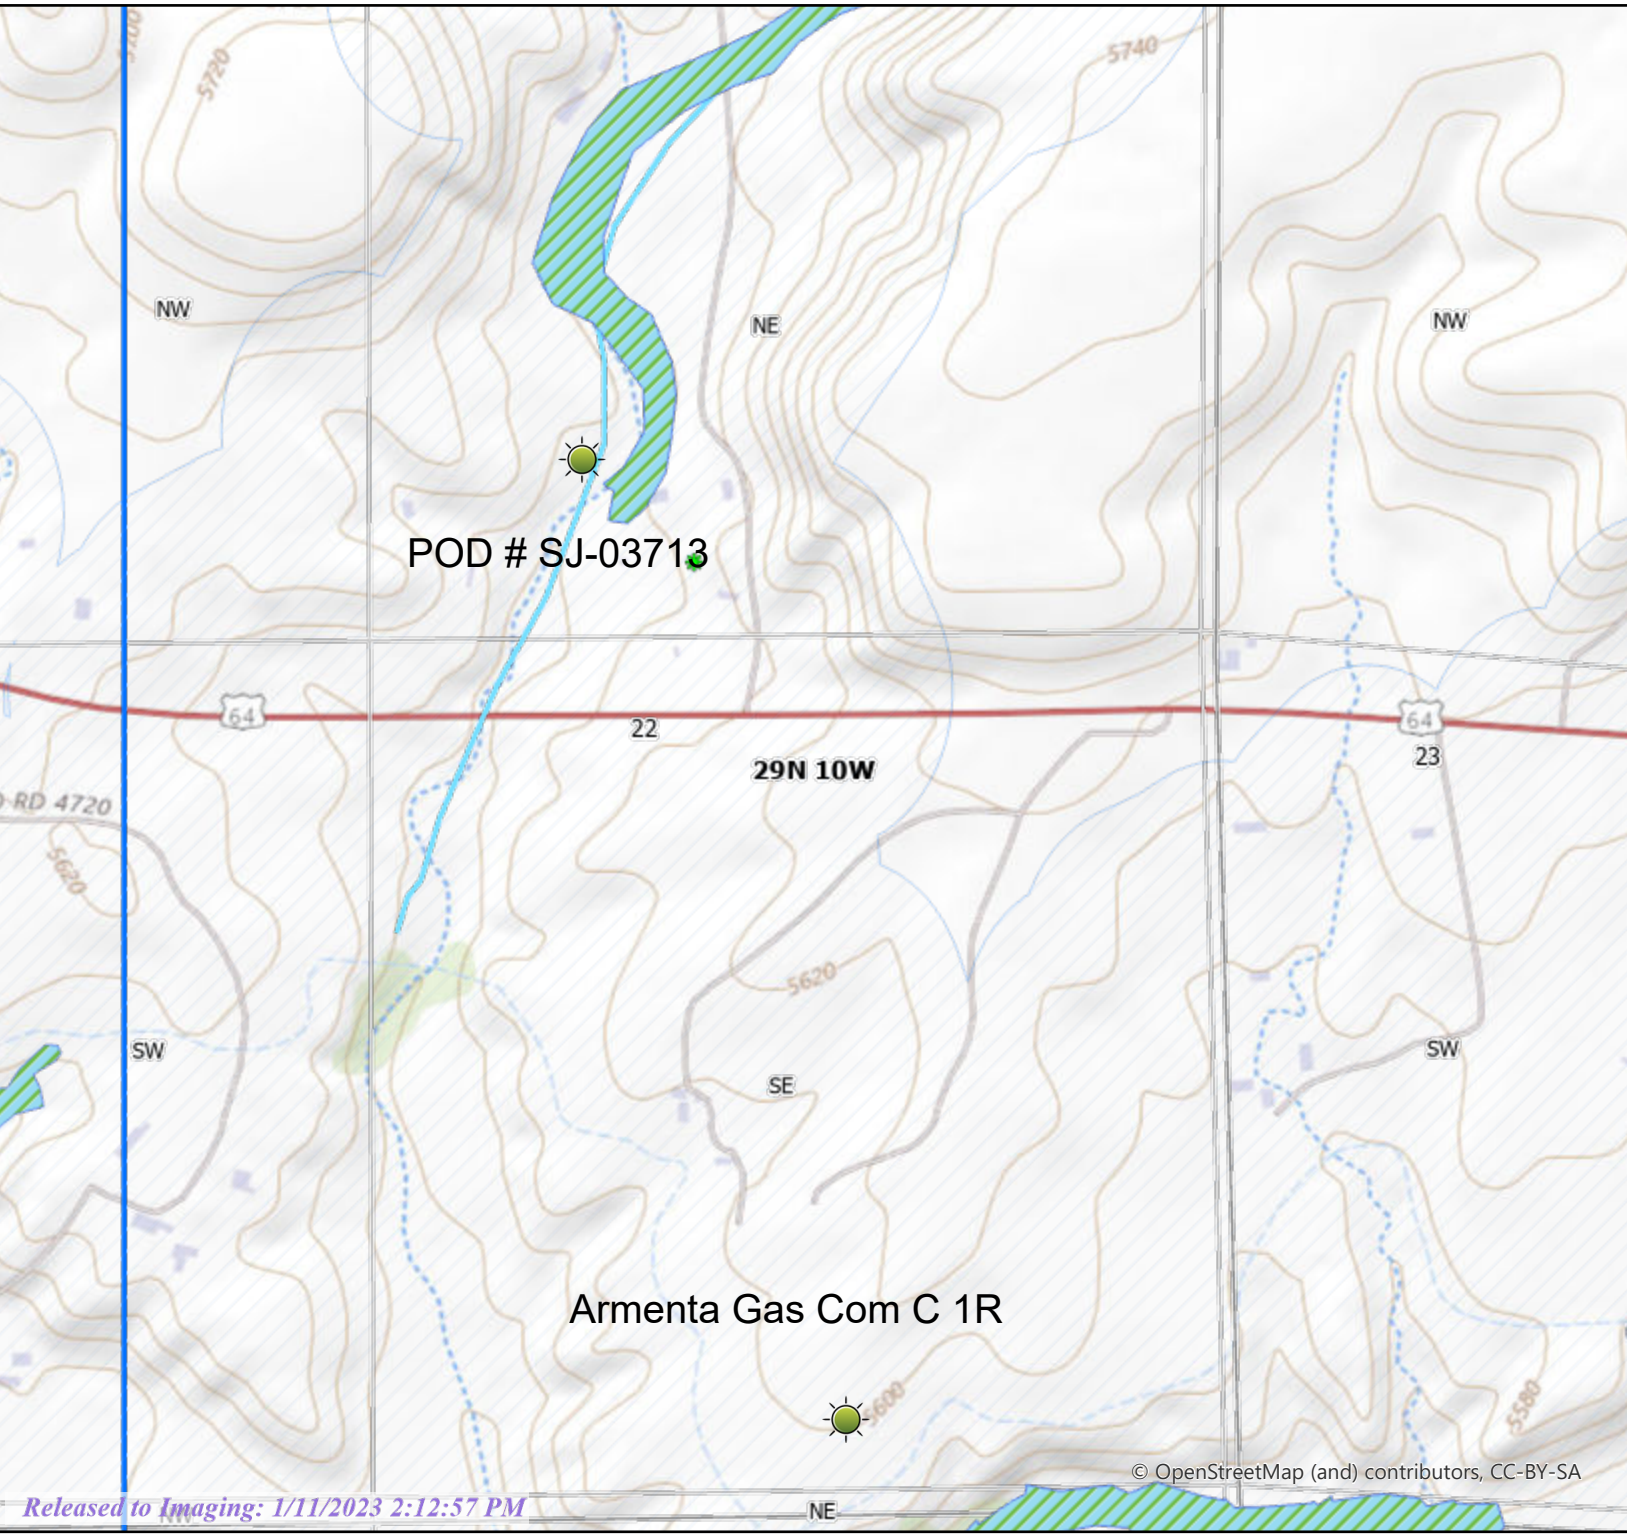 5740
5720
NW
NE
NW
POD # SJ-03713
64
22
64
23
29N 10W
RD 4720
5620
5620
SW
SW
SE
Armenta Gas Com C 1R
5600
5580
© OpenStreetMap (and) contributors, CC-BY-SA
Released to Imaging: 1/11/2023 2:12:57 PM
NE